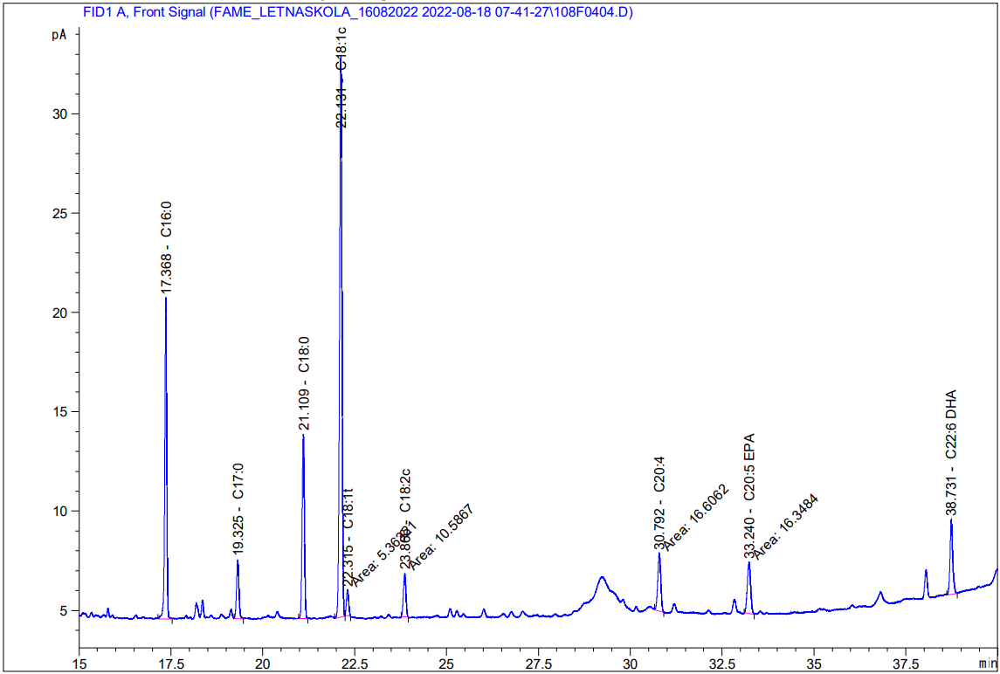 FID1 A, Front Signal (FAME_LETNASKOLA_16082022 2022-08-18 07-41-27\108F0404.D)
pA
30
25
20
15
10
5
17.368 - C16:0
19.325 - C17:0
21.109 - C18:0
22.131 C18:1c
22.315 - C18:1t
Area:
C18:2c
Area: 10.5867
30.792 - C20:4
Area: 16.6062
33.240 - C20:5 EPA
Area: 16.3484
38.731 - C22:6 DHA
15 17.5 20 22.5 25 27.5 30 32.5 35 37.5 min